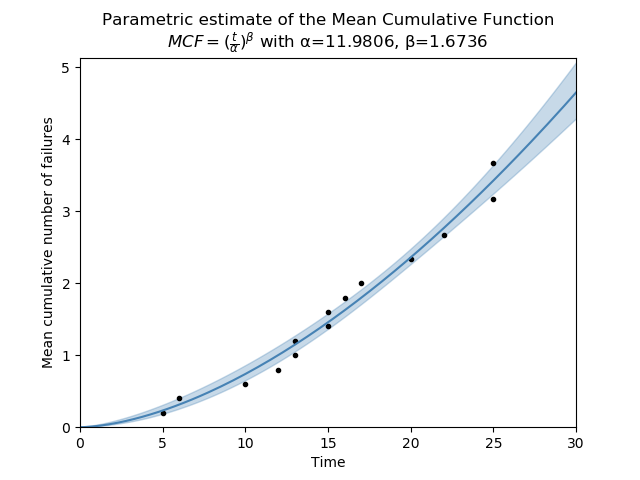 Parametric estimate of the Mean Cumulative Function
MCF = (t/α)^β with α=11.9806, β=1.6736
Mean cumulative number of failures
5
4
3
2
1
0
0 5 10 15 20 25 30
Time